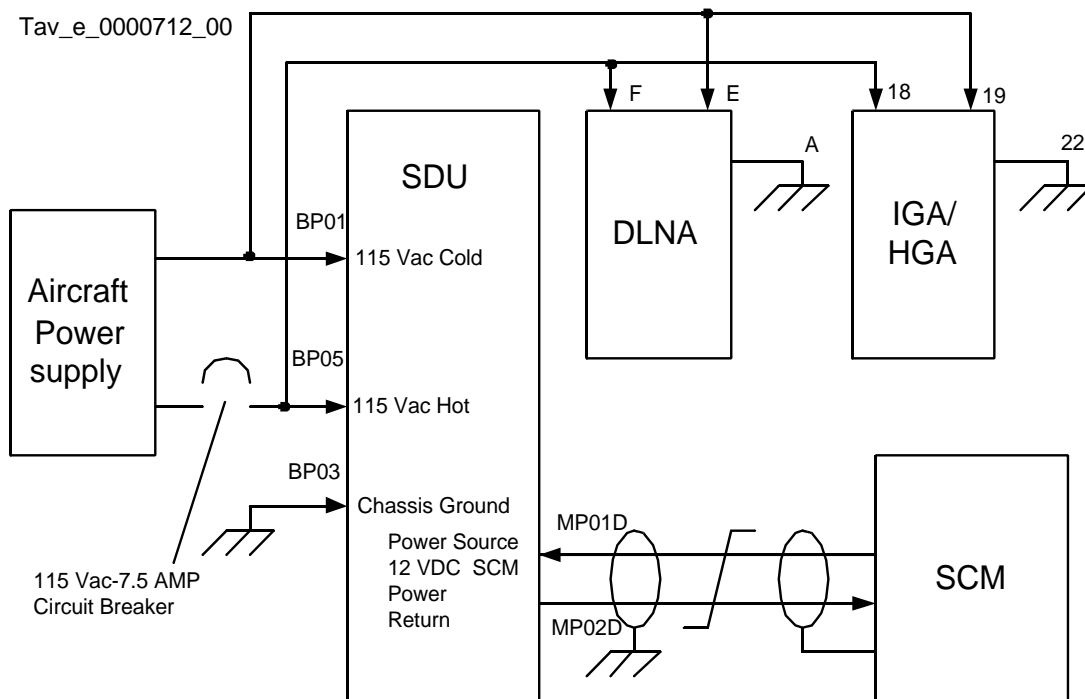 Tav_e_0000712_00
F
E
18
19
A
22
SDU
DLNA
IGA/
HGA
BP01
115 Vac Cold
Aircraft
Power
supply
BP05
115 Vac Hot
BP03
Chassis Ground
MP01D
Power Source
12 VDC SCM
Power
Return
MP02D
SCM
115 Vac-7.5 AMP
Circuit Breaker